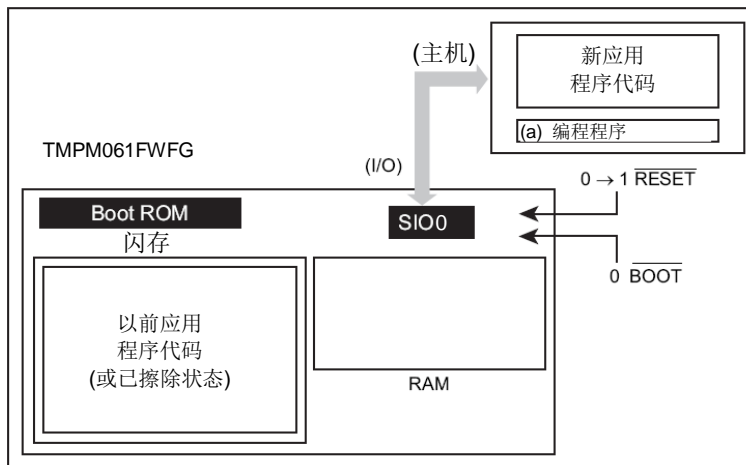 (主机)
新应用
程序代码
(a) 编程程序
TMPM061FWFG
(I/O)
0 → 1 RESET
Boot ROM
SIO0
闪存
0 BOOT
以前应用
程序代码
(或已擦除状态)
RAM